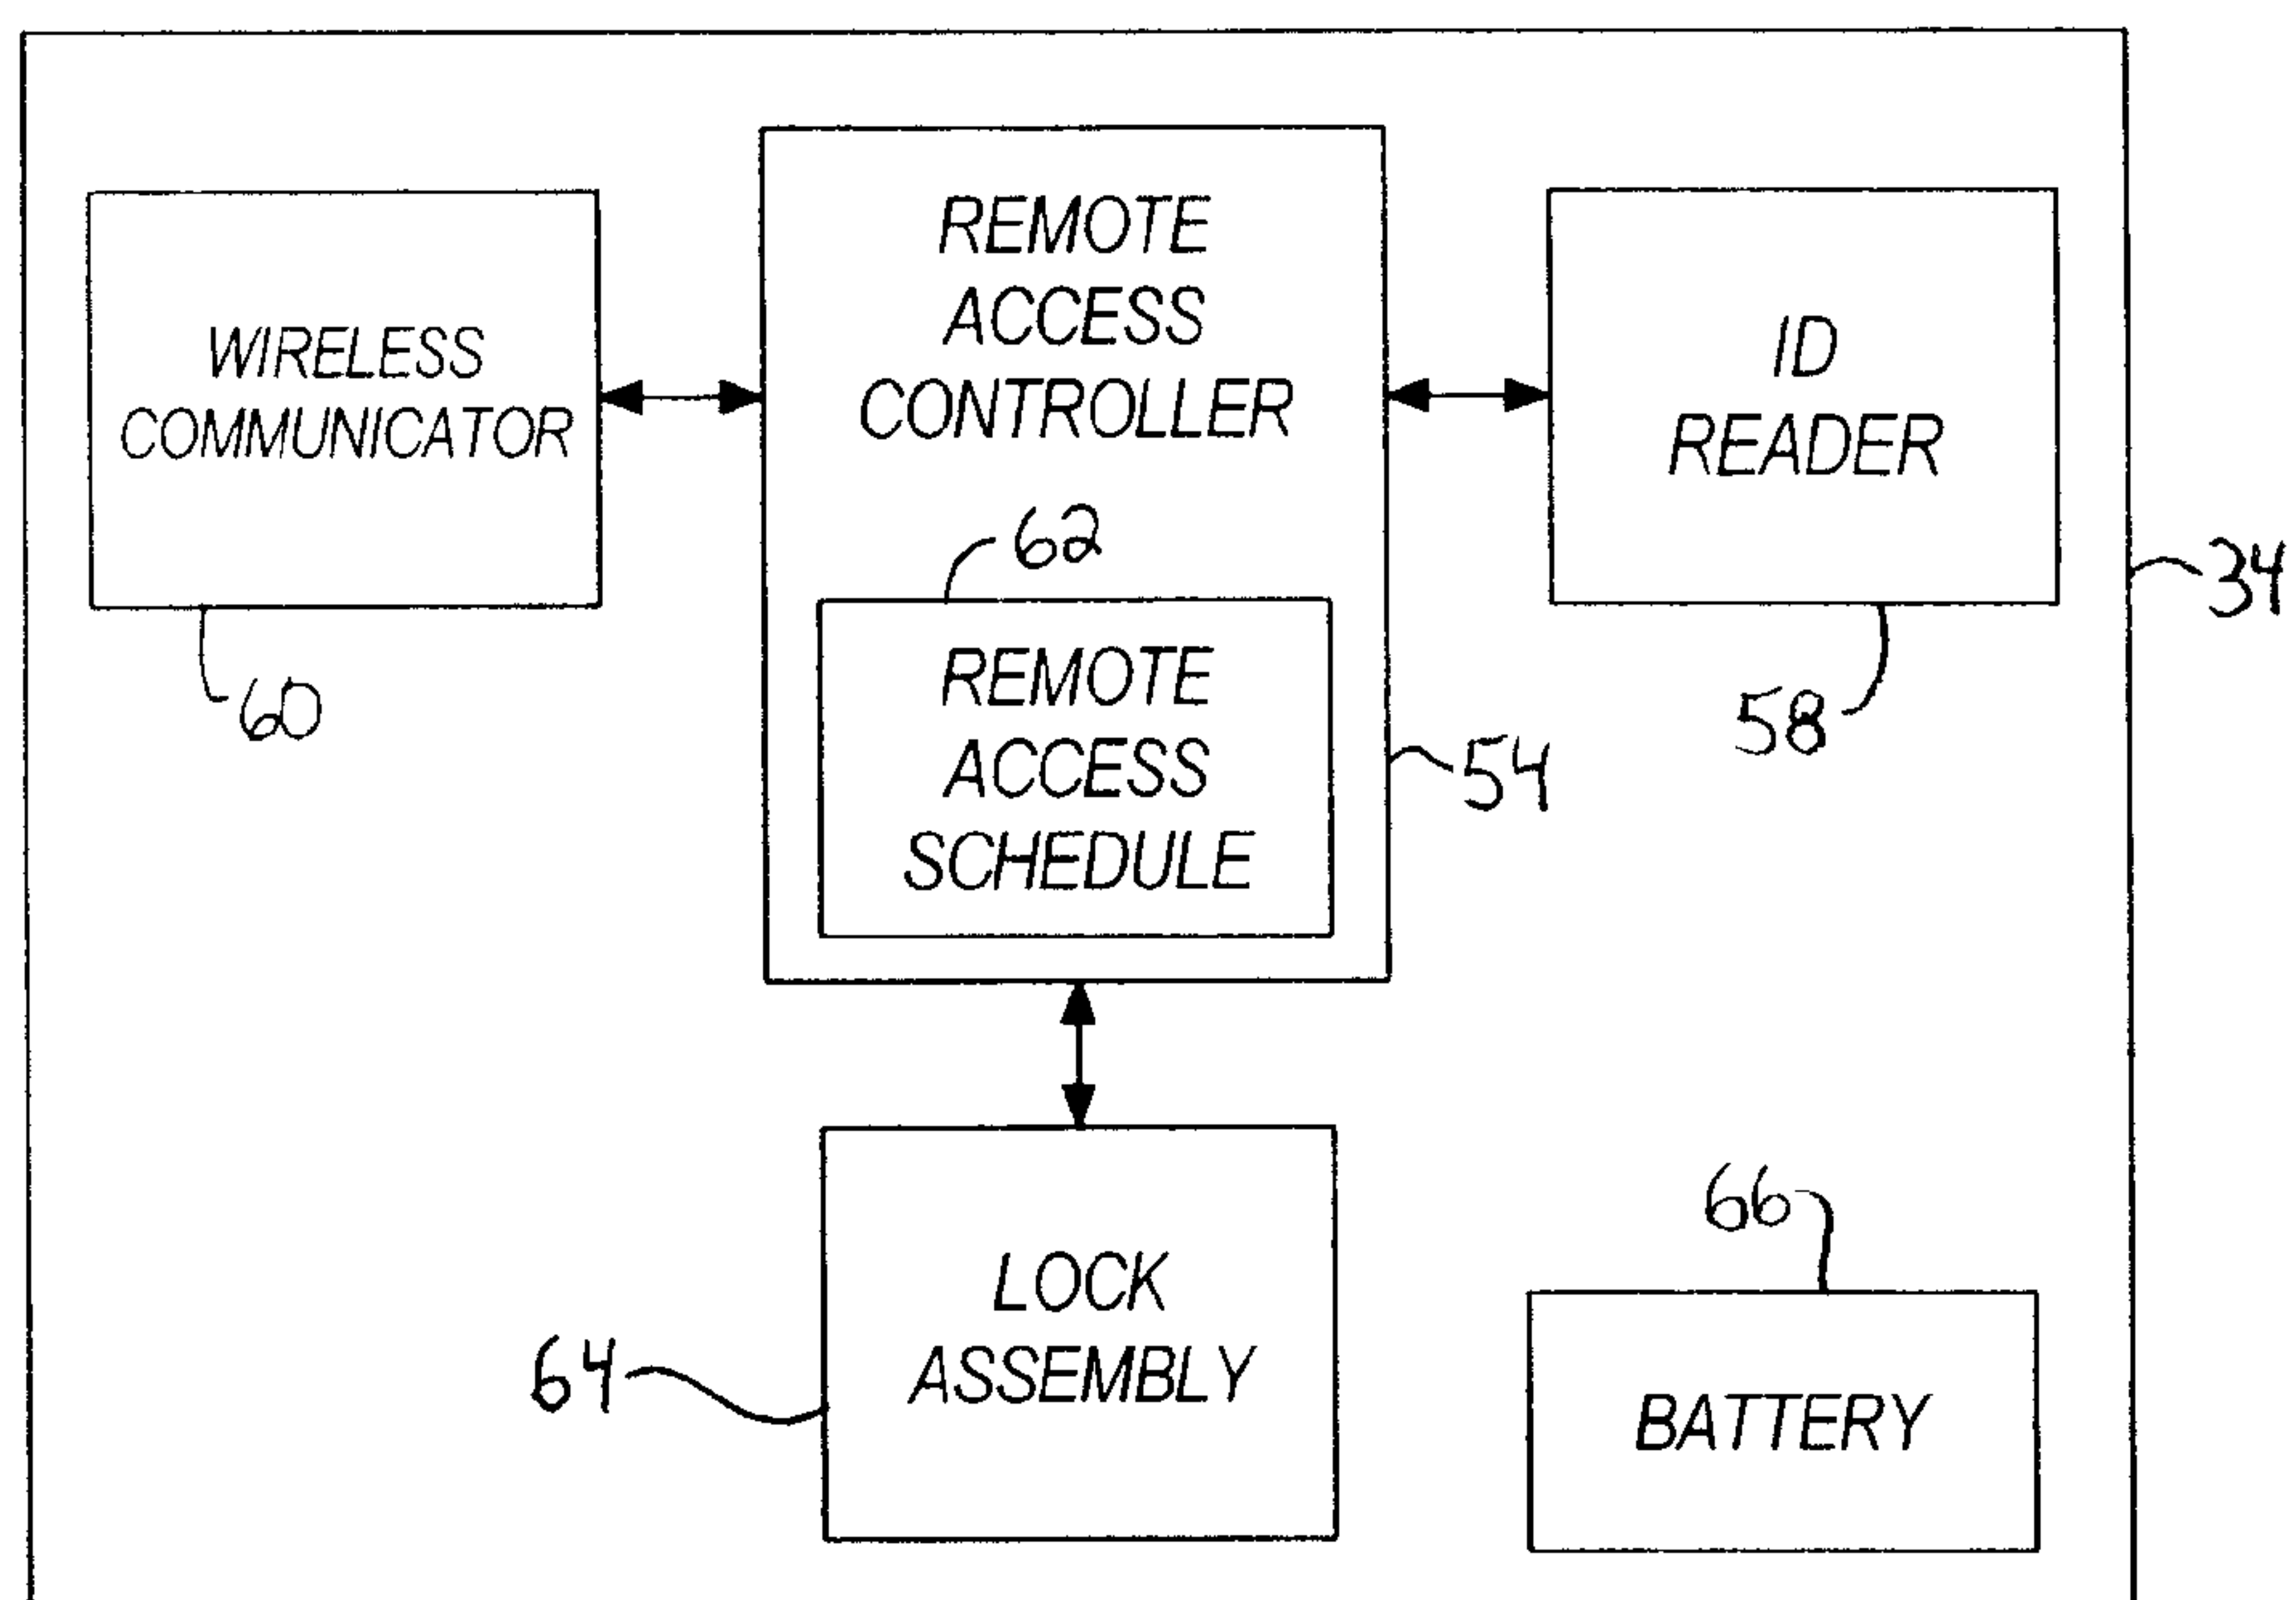 WIRELESS
COMMUNICATOR
60
REMOTE
ACCESS
CONTROLLER
62
REMOTE
ACCESS
SCHEDULE
54
ID
READER
58
34
LOCK
ASSEMBLY
64
66
BATTERY